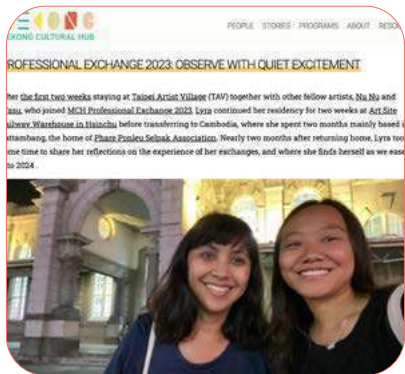 EKONG CULTURAL HUB
PEOPLE STORIES PROGRAMS ABOUT RESO
ROFESSIONAL EXCHANGE 2023: OBSERVE WITH QUIET EXCITEMENT
the first two weeks staying at Taipei Artist Village (TAV) together with other fellow artists, Nu Nu and
who joined MCH Professional Exchange 2023, Lyra continued her residency for two weeks at Art Site
ilway Warehouse in Hsinchu before transferring to Cambodia, where she spent two months mainly based i
ttambang, the home of Phare Ponleu Selpak Association. Nearly two months after returning home, Lyra too
me time to share her reflections on the experience of her exchanges, and where she finds herself as we ease
to 2024 .